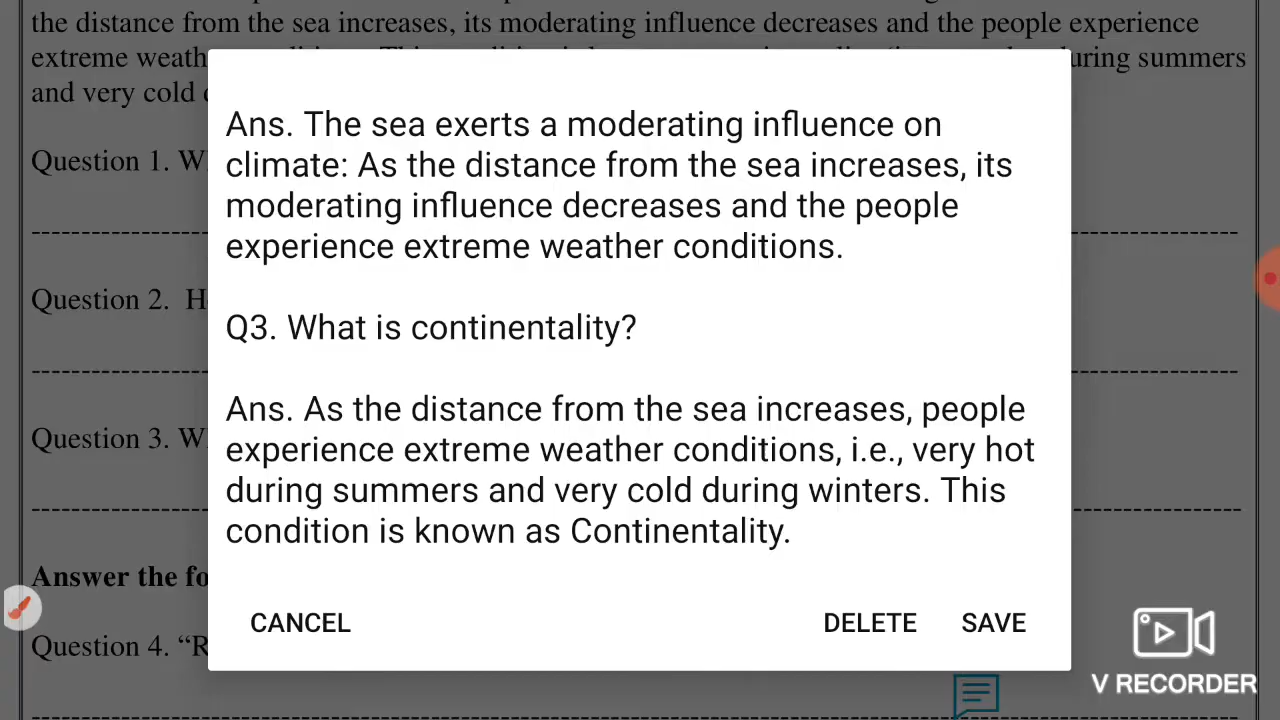 the distance from the sea increases, its moderating influence decreases and the people experience
extreme weath
uring summers
and very cold
Ans. The sea exerts a moderating influence on
climate: As the distance from the sea increases, its
moderating influence decreases and the people
experience extreme weather conditions.
Question 1. W
Question 2. H
Q3. What is continentality?
Ans. As the distance from the sea increases, people
experience extreme weather conditions, i.e., very hot
during summers and very cold during winters. This
condition is known as Continentality.
Question 3. W
Answer the fo
CANCEL DELETE SAVE
Question 4. “R
V RECORDER